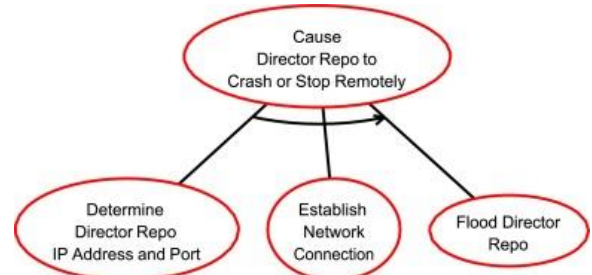 Cause
Director Repo to
Crash or Stop Remotely
Determine
Director Repo
IP Address and Port
Establish
Network
Connection
Flood Director
Repo